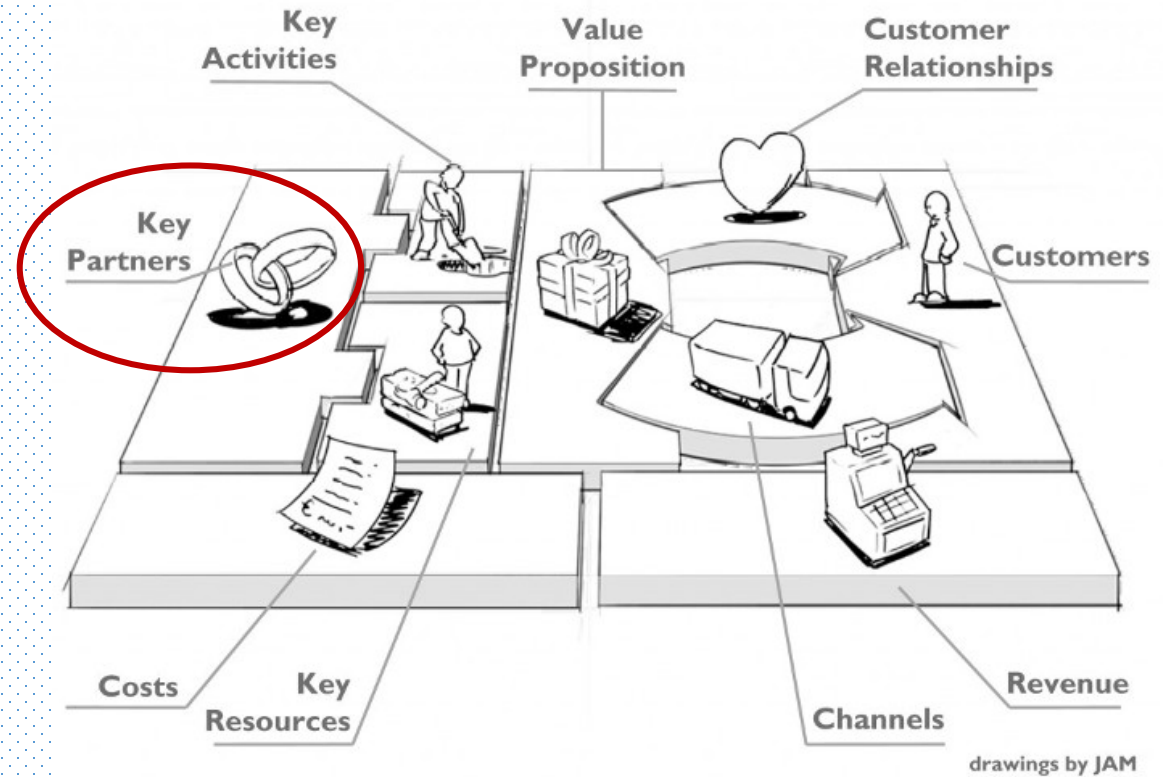 Key
Activities
Value
Proposition
Customer
Relationships
Key
Partners
Customers
Costs
Key
Resources
Channels
Revenue
drawings by JAM